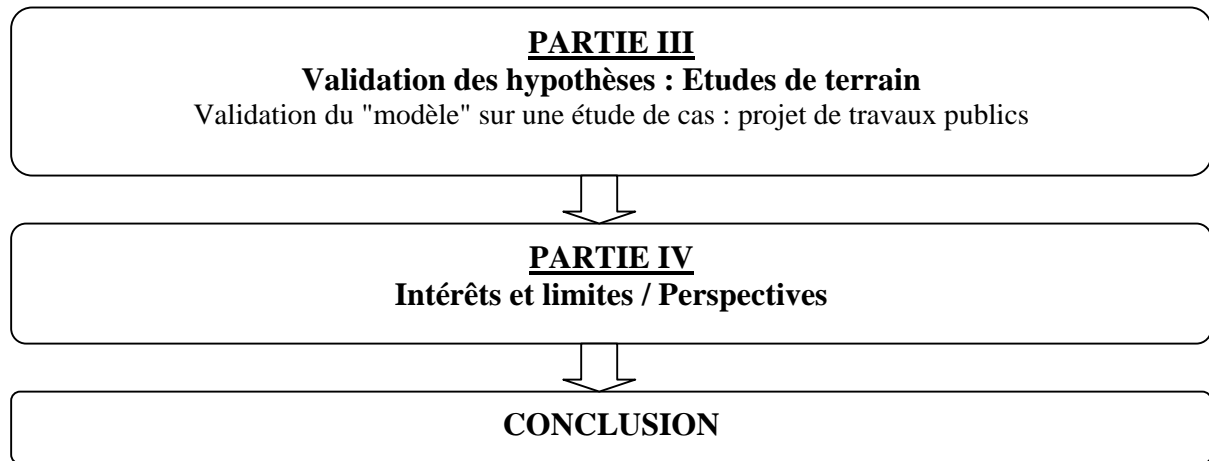 PARTIE III
Validation des hypothèses : Etudes de terrain
Validation du "modèle" sur une étude de cas : projet de travaux publics
PARTIE IV
Intérêts et limites / Perspectives
CONCLUSION